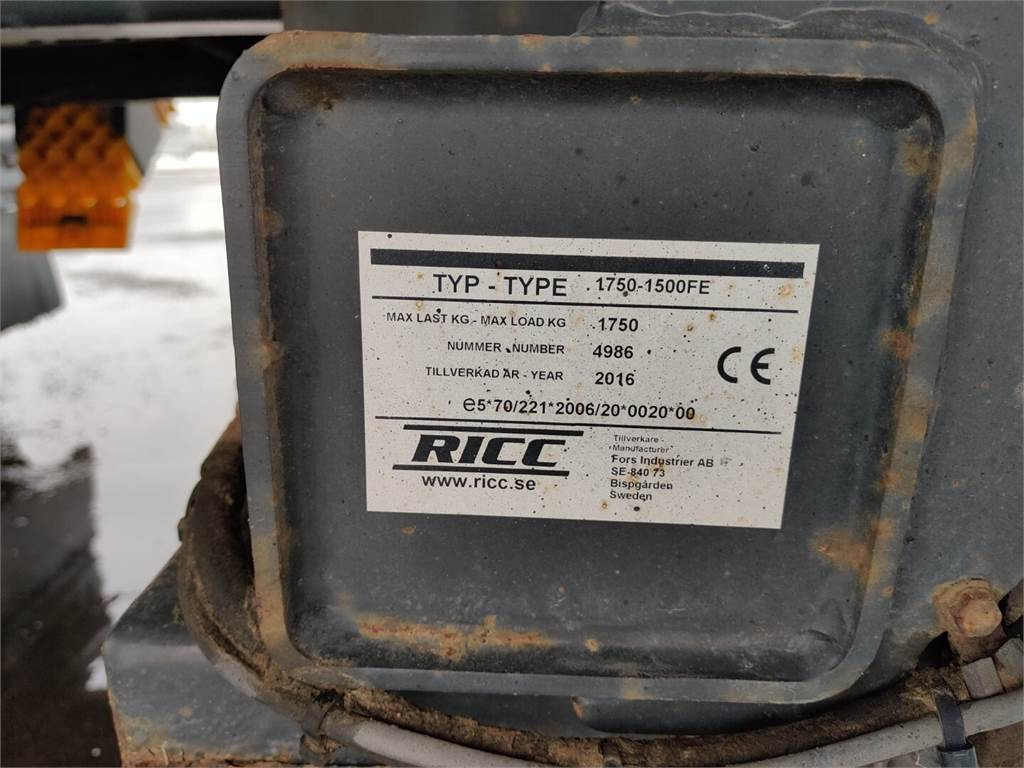 TYP - TYPE 1750-1500FE
MAX LAST KG - MAX LOAD KG 1750
NUMMER - NUMBER 4986
TILLVERKAD ÅR - YEAR 2016
CE
e5*70/221*2006/20*0020*00
RICC
www.ricc.se
Tillverkare -
Manufacturer
Fors Industrier AB
SE-840 73
Bispgården
Sweden